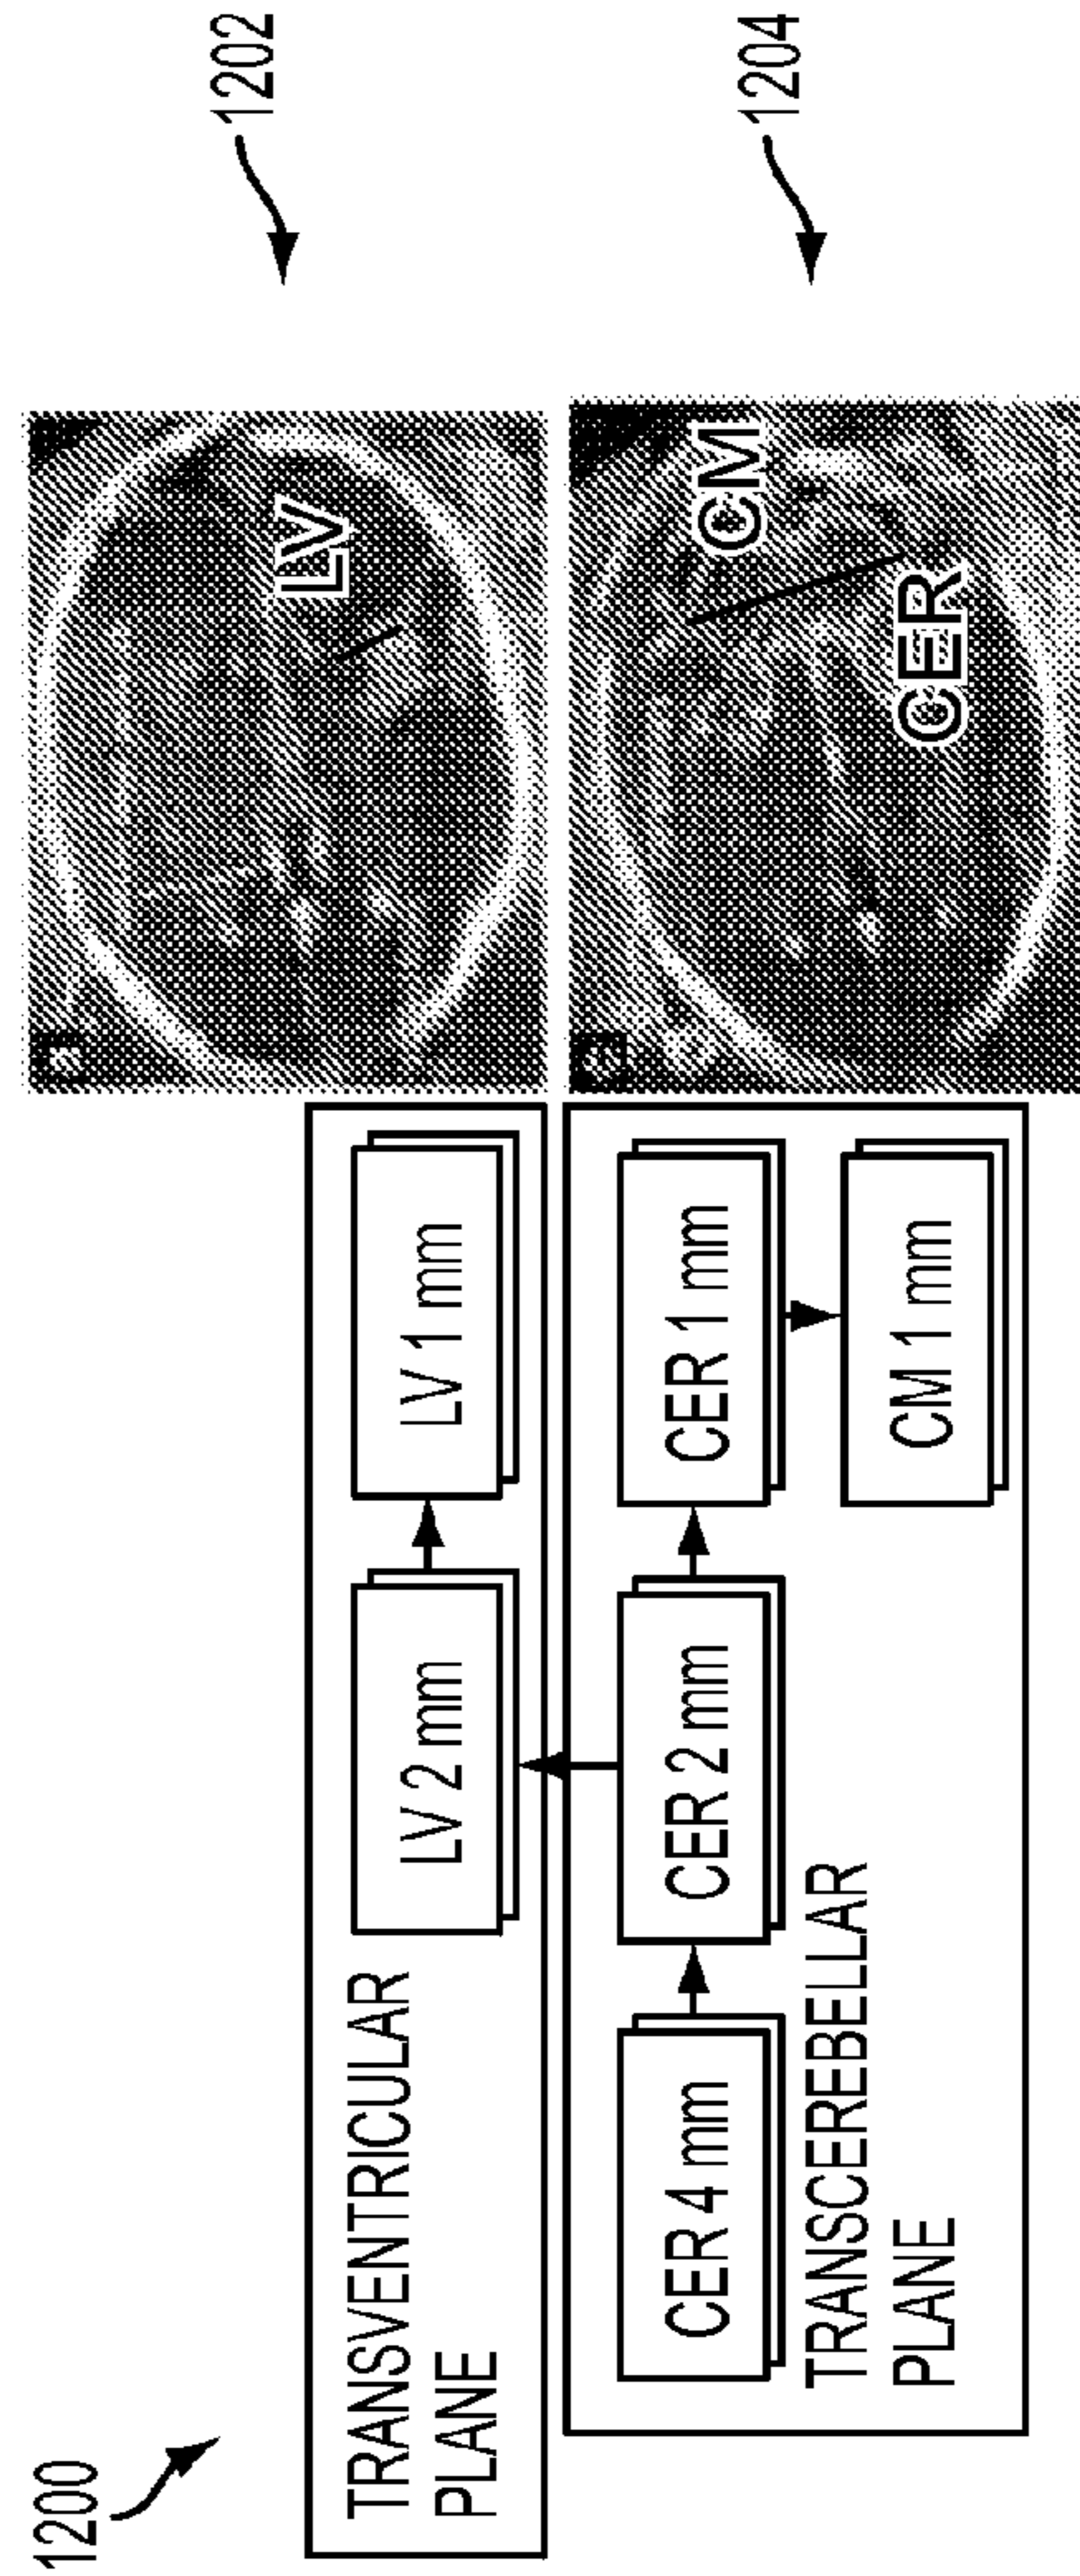 1200
TRANSVENTRICULAR
PLANE
LV 2 mm
LV 1 mm
LV
1202
CER 4 mm
CER 2 mm
CER 1 mm
CM 1 mm
TRANSCEREBELLAR
PLANE
CM
CER
1204